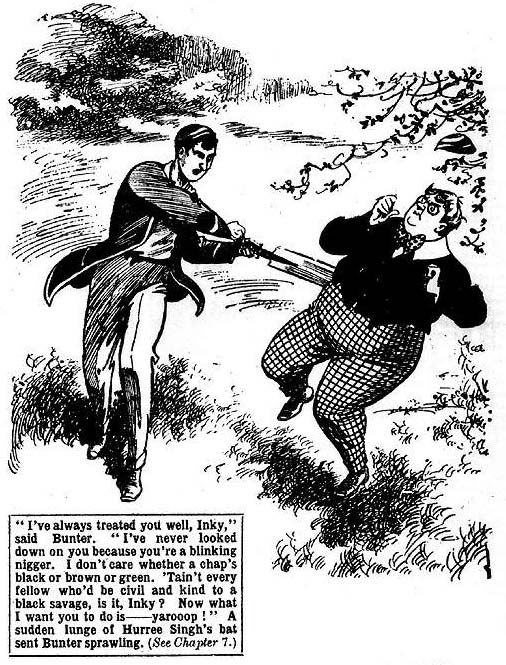 " I've always treated you well, Inky,"
said Bunter. " I've never looked
down on you because you're a blinking
nigger. I don't care whether a chap's
black or brown or green. 'Tain't every
fellow who'd be civil and kind to a
black savage, is it, Inky ? Now what
I want you to do is——yarooop ! " A
sudden lunge of Hurree Singh's bat
sent Bunter sprawling. (See Chapter 7.)